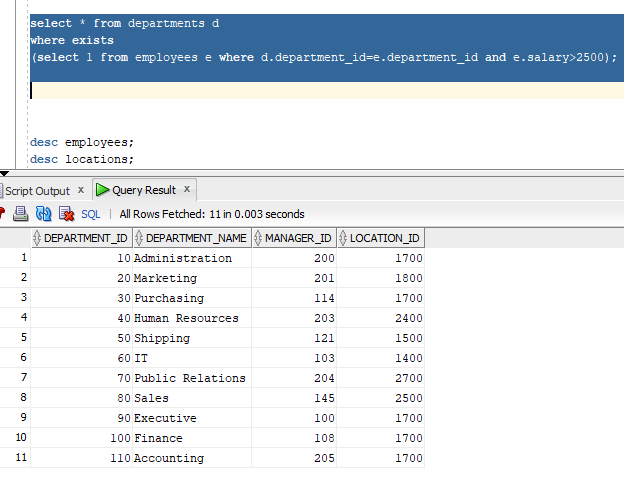 select * from departments d
where exists
(select 1 from employees e where d.department_id=e.department_id and e.salary>2500);
desc employees;
desc locations;
Script Output x Query Result x
SQL | All Rows Fetched: 11 in 0.003 seconds
DEPARTMENT_ID DEPARTMENT_NAME MANAGER_ID LOCATION_ID
1 10 Administration 200 1700
2 20 Marketing 201 1800
3 30 Purchasing 114 1700
4 40 Human Resources 203 2400
5 50 Shipping 121 1500
6 60 IT 103 1400
7 70 Public Relations 204 2700
8 80 Sales 145 2500
9 90 Executive 100 1700
10 100 Finance 108 1700
11 110 Accounting 205 1700